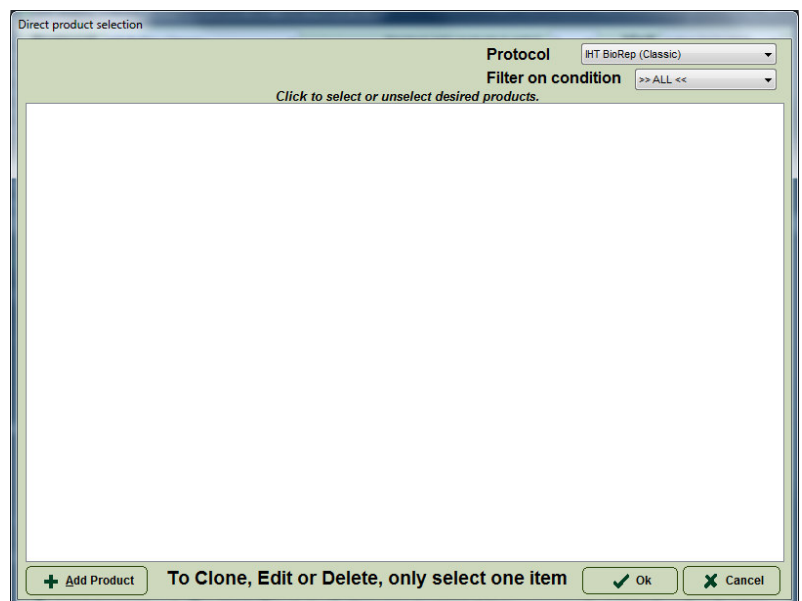 Direct product selection
Protocol IHT BioRep (Classic)
Filter on condition >> ALL <<
Click to select or unselect desired products.
Add Product To Clone, Edit or Delete, only select one item Ok Cancel